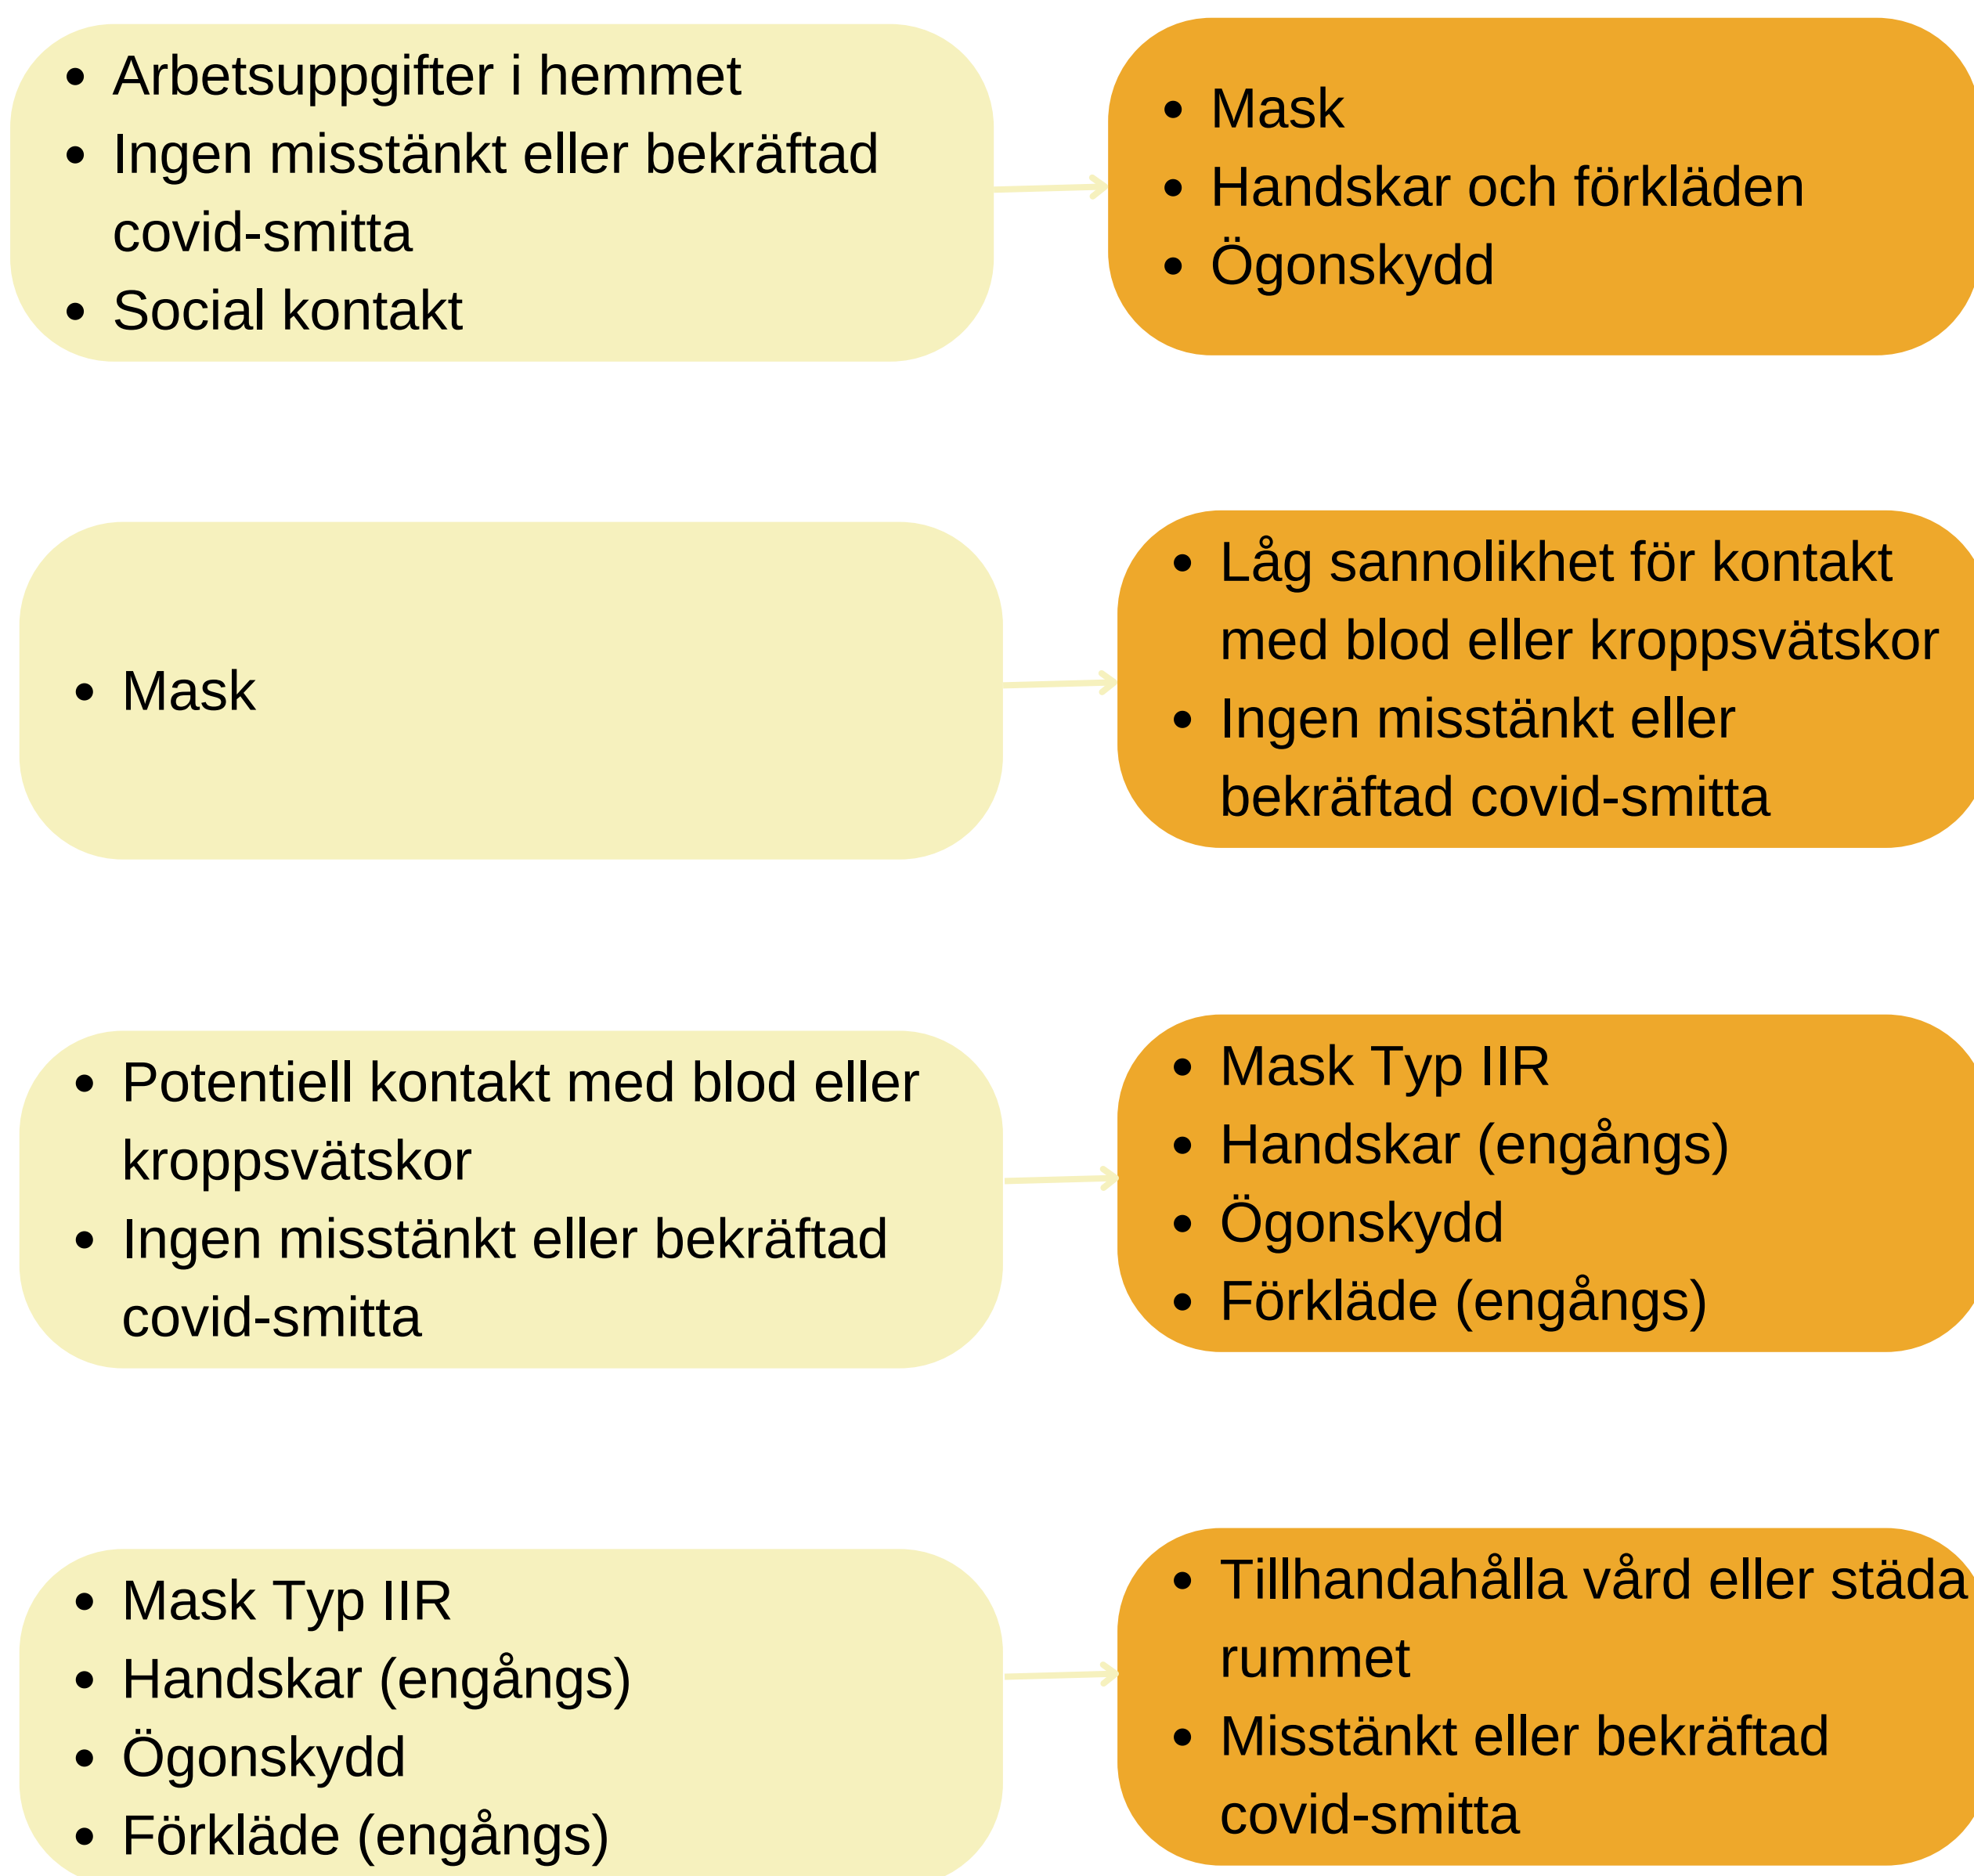 • Arbetsuppgifter i hemmet
• Ingen misstänkt eller bekräftad
covid-smitta
• Social kontakt
• Mask
• Handskar och förkläden
• Ögonskydd
• Mask
• Låg sannolikhet för kontakt
med blod eller kroppsvätskor
• Ingen misstänkt eller
bekräftad covid-smitta
• Potentiell kontakt med blod eller
kroppsvätskor
• Ingen misstänkt eller bekräftad
covid-smitta
• Mask Typ IIR
• Handskar (engångs)
• Ögonskydd
• Förkläde (engångs)
• Mask Typ IIR
• Handskar (engångs)
• Ögonskydd
• Förkläde (engångs)
• Tillhandahålla vård eller städa
rummet
• Misstänkt eller bekräftad
covid-smitta